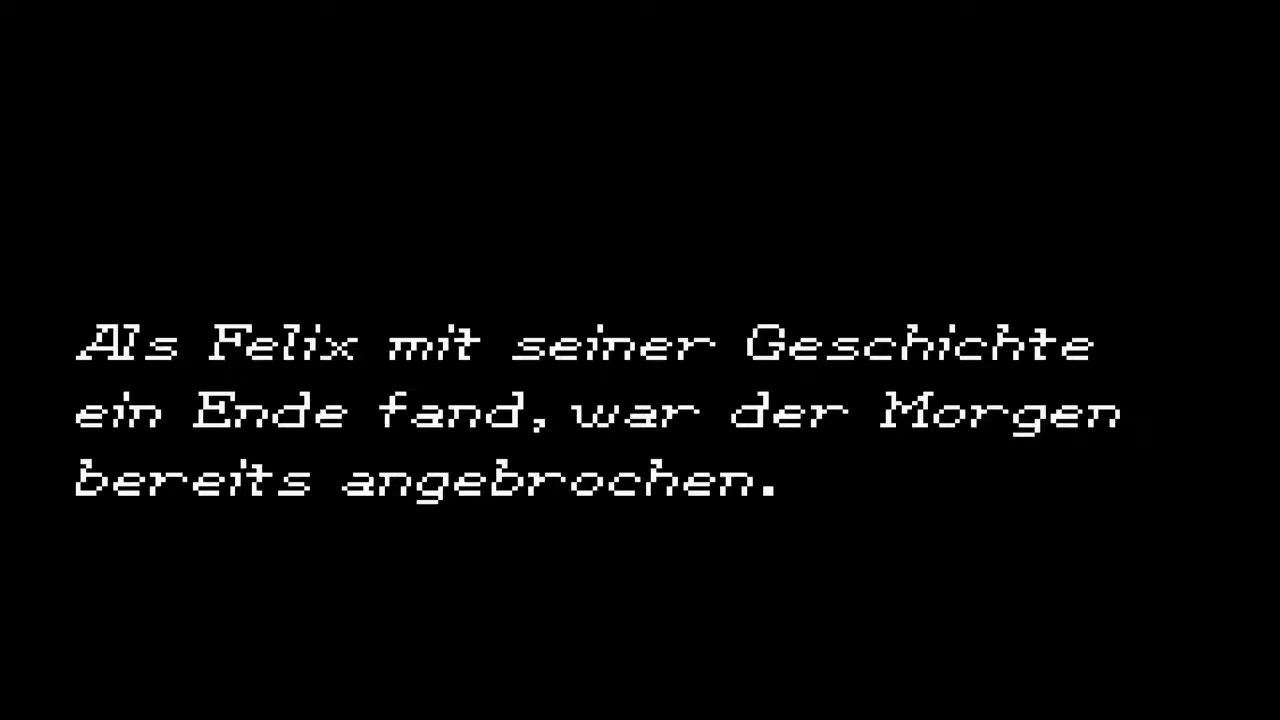 Als Felix mit seiner Geschichte
ein Ende fand, war der Morgen
bereits angebrochen.